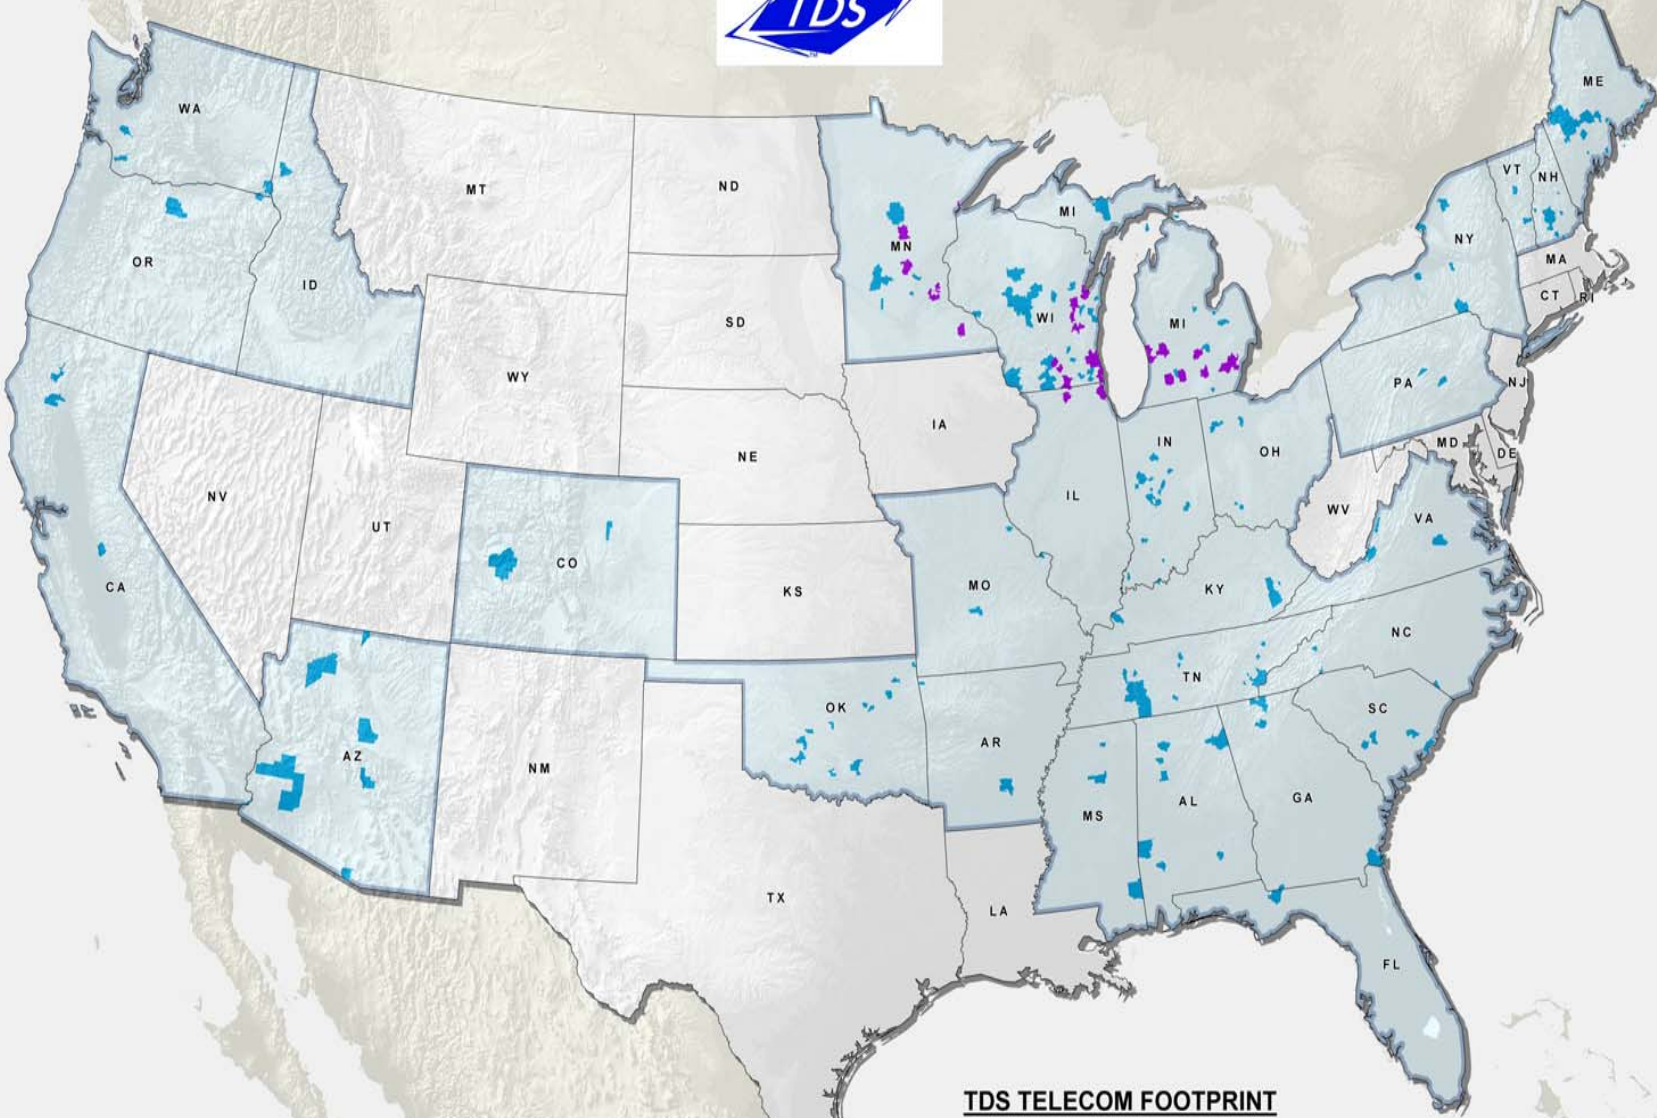 TDS
ME
WA
VT
NH
MT
ND
MI
MN
NY
OR
MA
ID
CT
RI
SD
WI
MI
WY
PA
NJ
IA
IN
MD
OH
DE
NE
NV
IL
WV
VA
UT
CO
MO
CA
KS
KY
NC
TN
OK
SC
AR
AZ
NM
GA
AL
MS
TX
LA
FL
TDS TELECOM FOOTPRINT